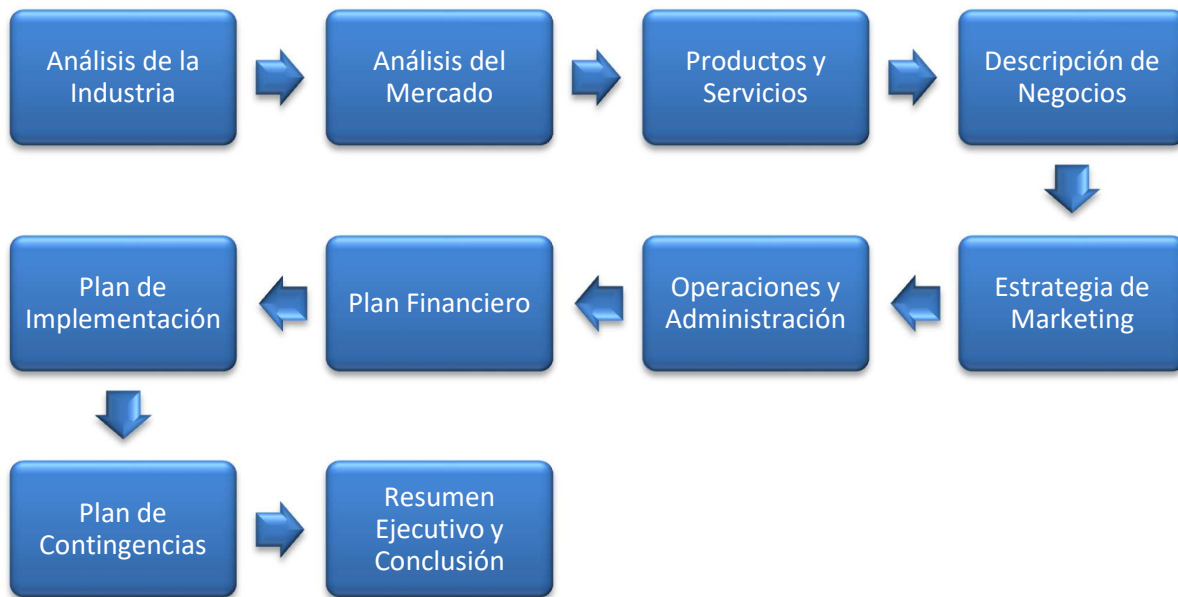 Análisis de la
Industria
Análisis del
Mercado
Productos y
Servicios
Descripción de
Negocios
Estrategia de
Marketing
Operaciones y
Administración
Plan Financiero
Plan de
Implementación
Plan de
Contingencias
Resumen
Ejecutivo y
Conclusión